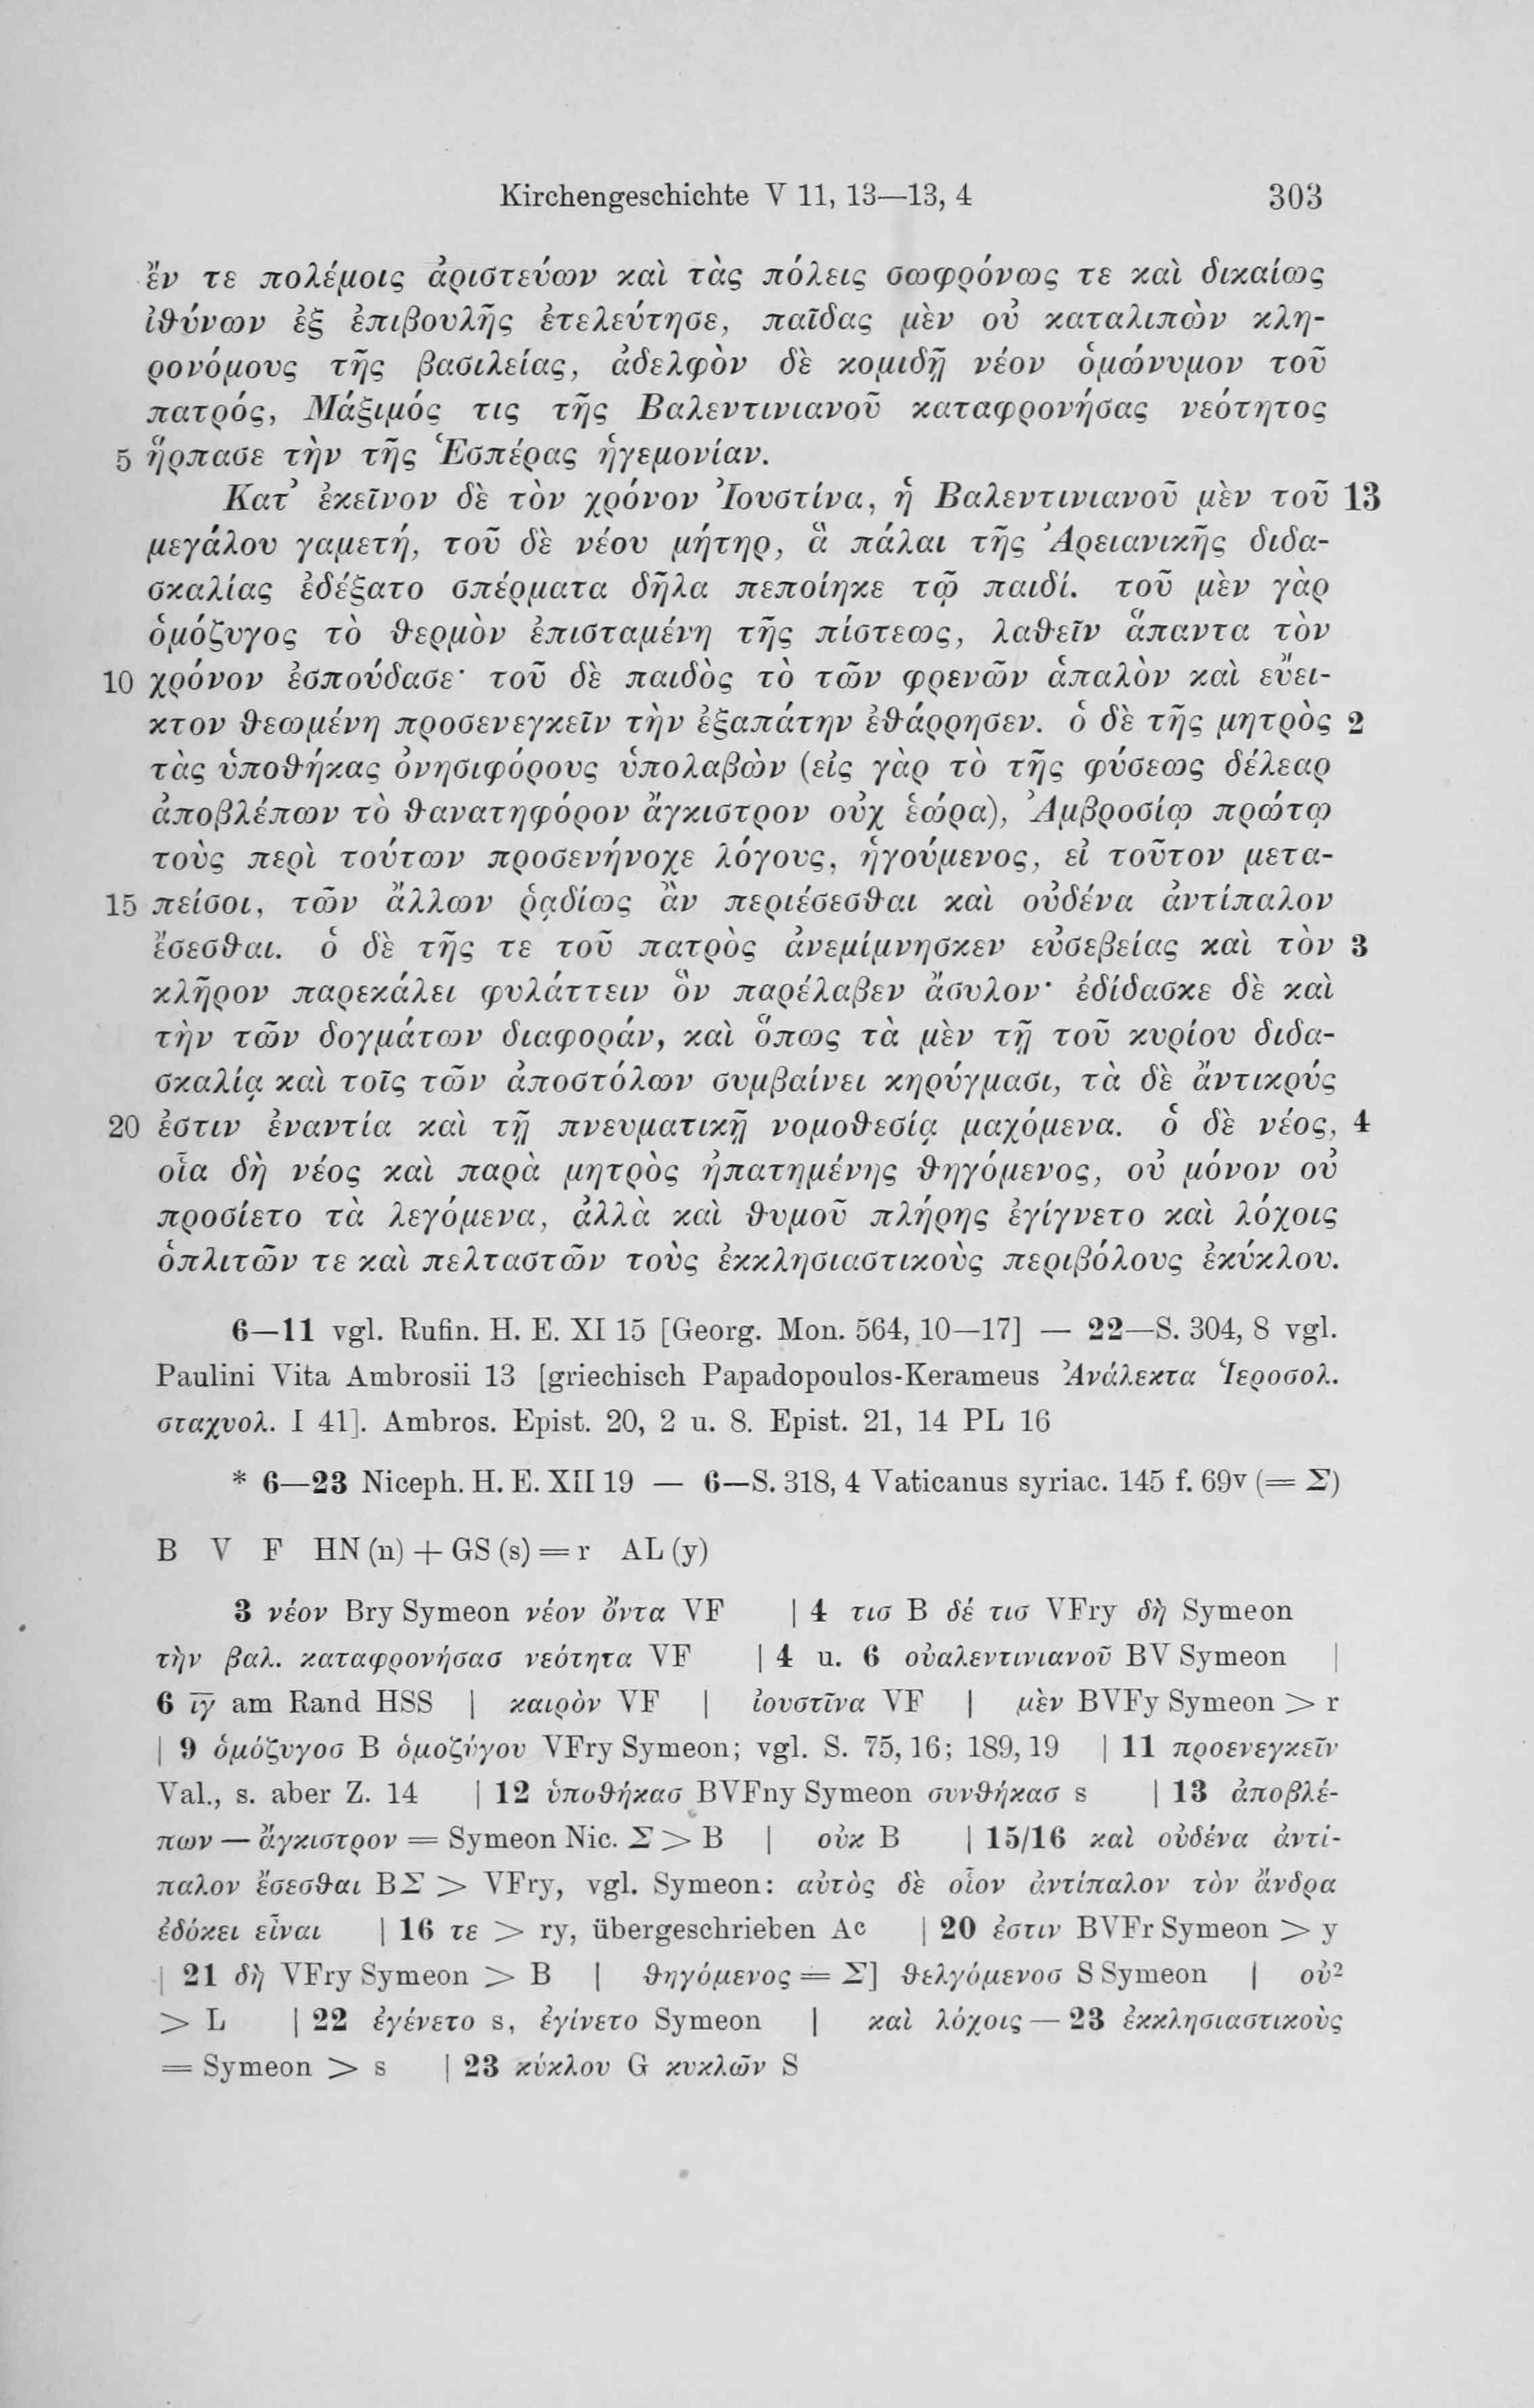 Kirchengeschichte V 11, 13—13, 4 303
ἔν τε πολέμοις ἀριστεύων καὶ τὰς πόλεις σωφρόνως τε καὶ δικαίως
ἰθύνων ἐξ ἐπιβουλῆς ἐτελεύτησε, παῖδας μὲν οὐ καταλιπὼν κλη-
ρονόμους τῆς βασιλείας, ἀδελφὸν δὲ κομιδῇ νέον ὁμώνυμον τοῦ
πατρός, Μάξιμός τις τῆς Βαλεντινιανοῦ καταφρονήσας νεότητος
5 ἥρπασε τὴν τῆς Ἑσπέρας ἡγεμονίαν.
Κατ' ἐκεῖνον δὲ τὸν χρόνον Ἰουστίνα, ἡ Βαλεντινιανοῦ μὲν τοῦ 13
μεγάλου γαμετή, τοῦ δὲ νέου μήτηρ, ἃ πάλαι τῆς Ἀρειανικῆς διδα-
σκαλίας ἐδέξατο σπέρματα δῆλα πεποίηκε τῷ παιδί. τοῦ μὲν γὰρ
ὁμόζυγος τὸ θερμὸν ἐπισταμένη τῆς πίστεως, λαθεῖν ἅπαντα τὸν
10 χρόνον ἐσπούδασε· τοῦ δὲ παιδὸς τὸ τῶν φρενῶν ἁπαλὸν καὶ εὔει-
κτον θεωμένη προσενεγκεῖν τὴν ἐξαπάτην ἐθάρρησεν. ὁ δὲ τῆς μητρὸς 2
τὰς ὑποθήκας ὀνησιφόρους ὑπολαβὼν (εἰς γὰρ τὸ τῆς φύσεως δέλεαρ
ἀποβλέπων τὸ θανατηφόρον ἄγκιστρον οὐχ ἑώρα), Ἀμβροσίῳ πρώτῳ
τοὺς περὶ τούτων προσενήνοχε λόγους, ἡγούμενος, εἰ τοῦτον μετα-
15 πείσοι, τῶν ἄλλων ῥᾳδίως ἂν περιέσεσθαι καὶ οὐδένα ἀντίπαλον
ἔσεσθαι. ὁ δὲ τῆς τε τοῦ πατρὸς ἀνεμίμνησκεν εὐσεβείας καὶ τὸν 3
κλῆρον παρεκάλει φυλάττειν ὃν παρέλαβεν ἄσυλον· ἐδίδασκε δὲ καὶ
τὴν τῶν δογμάτων διαφοράν, καὶ ὅπως τὰ μὲν τῇ τοῦ κυρίου διδα-
σκαλίᾳ καὶ τοῖς τῶν ἀποστόλων συμβαίνει κηρύγμασι, τὰ δὲ ἄντικρύς
20 ἐστιν ἐναντία καὶ τῇ πνευματικῇ νομοθεσίᾳ μαχόμενα. ὁ δὲ νέος, 4
οἷα δὴ νέος καὶ παρὰ μητρὸς ἠπατημένης θηγόμενος, οὐ μόνον οὐ
προσίετο τὰ λεγόμενα, ἀλλὰ καὶ θυμοῦ πλήρης ἐγίγνετο καὶ λόχοις
ὁπλιτῶν τε καὶ πελταστῶν τοὺς ἐκκλησιαστικοὺς περιβόλους ἐκύκλου.
6—11 vgl. Rufin. H. E. XI 15 [Georg. Mon. 564, 10—17] — 22—S. 304, 8 vgl.
Paulini Vita Ambrosii 13 [griechisch Papadopoulos-Kerameus Ἀνάλεκτα Ἱεροσολ.
σταχυολ. I 41]. Ambros. Epist. 20, 2 u. 8. Epist. 21, 14 PL 16
* 6—23 Niceph. H. E. XII 19 — 6—S. 318, 4 Vaticanus syriac. 145 f. 69v (= Σ)
B V F HN (n) + GS (s) = r AL (y)
3 νέον Bry Symeon νέον ὄντα VF | 4 τισ B δέ τισ VFry δὴ Symeon
τὴν βαλ. καταφρονήσασ νεότητα VF | 4 u. 6 οὐαλεντινιανοῦ BV Symeon |
6 ιγ am Rand HSS | καιρὸν VF | ἰουστῖνα VF | μὲν BVFy Symeon > r
| 9 ὁμόζυγοσ B ὁμοζύγου VFry Symeon; vgl. S. 75, 16; 189, 19 | 11 προενεγκεῖν
Val., s. aber Z. 14 | 12 ὑποθήκασ BVFny Symeon συνθήκασ s | 13 ἀποβλέ-
πων — ἄγκιστρον = Symeon Nic. Σ > B | οὐκ B | 15/16 καὶ οὐδένα ἀντί-
παλον ἔσεσθαι BΣ > VFry, vgl. Symeon: αὐτὸς δὲ οἷον ἀντίπαλον τὸν ἄνδρα
ἐδόκει εἶναι | 16 τε > ry, übergeschrieben Ac | 20 ἐστιν BVFr Symeon > y
| 21 δὴ VFry Symeon > B | θηγόμενος = Σ] θελγόμενοσ S Symeon | οὐ²
> L | 22 ἐγένετο s, ἐγίνετο Symeon | καὶ λόχοις — 23 ἐκκλησιαστικοὺς
= Symeon > s | 23 κύκλου G κυκλῶν S